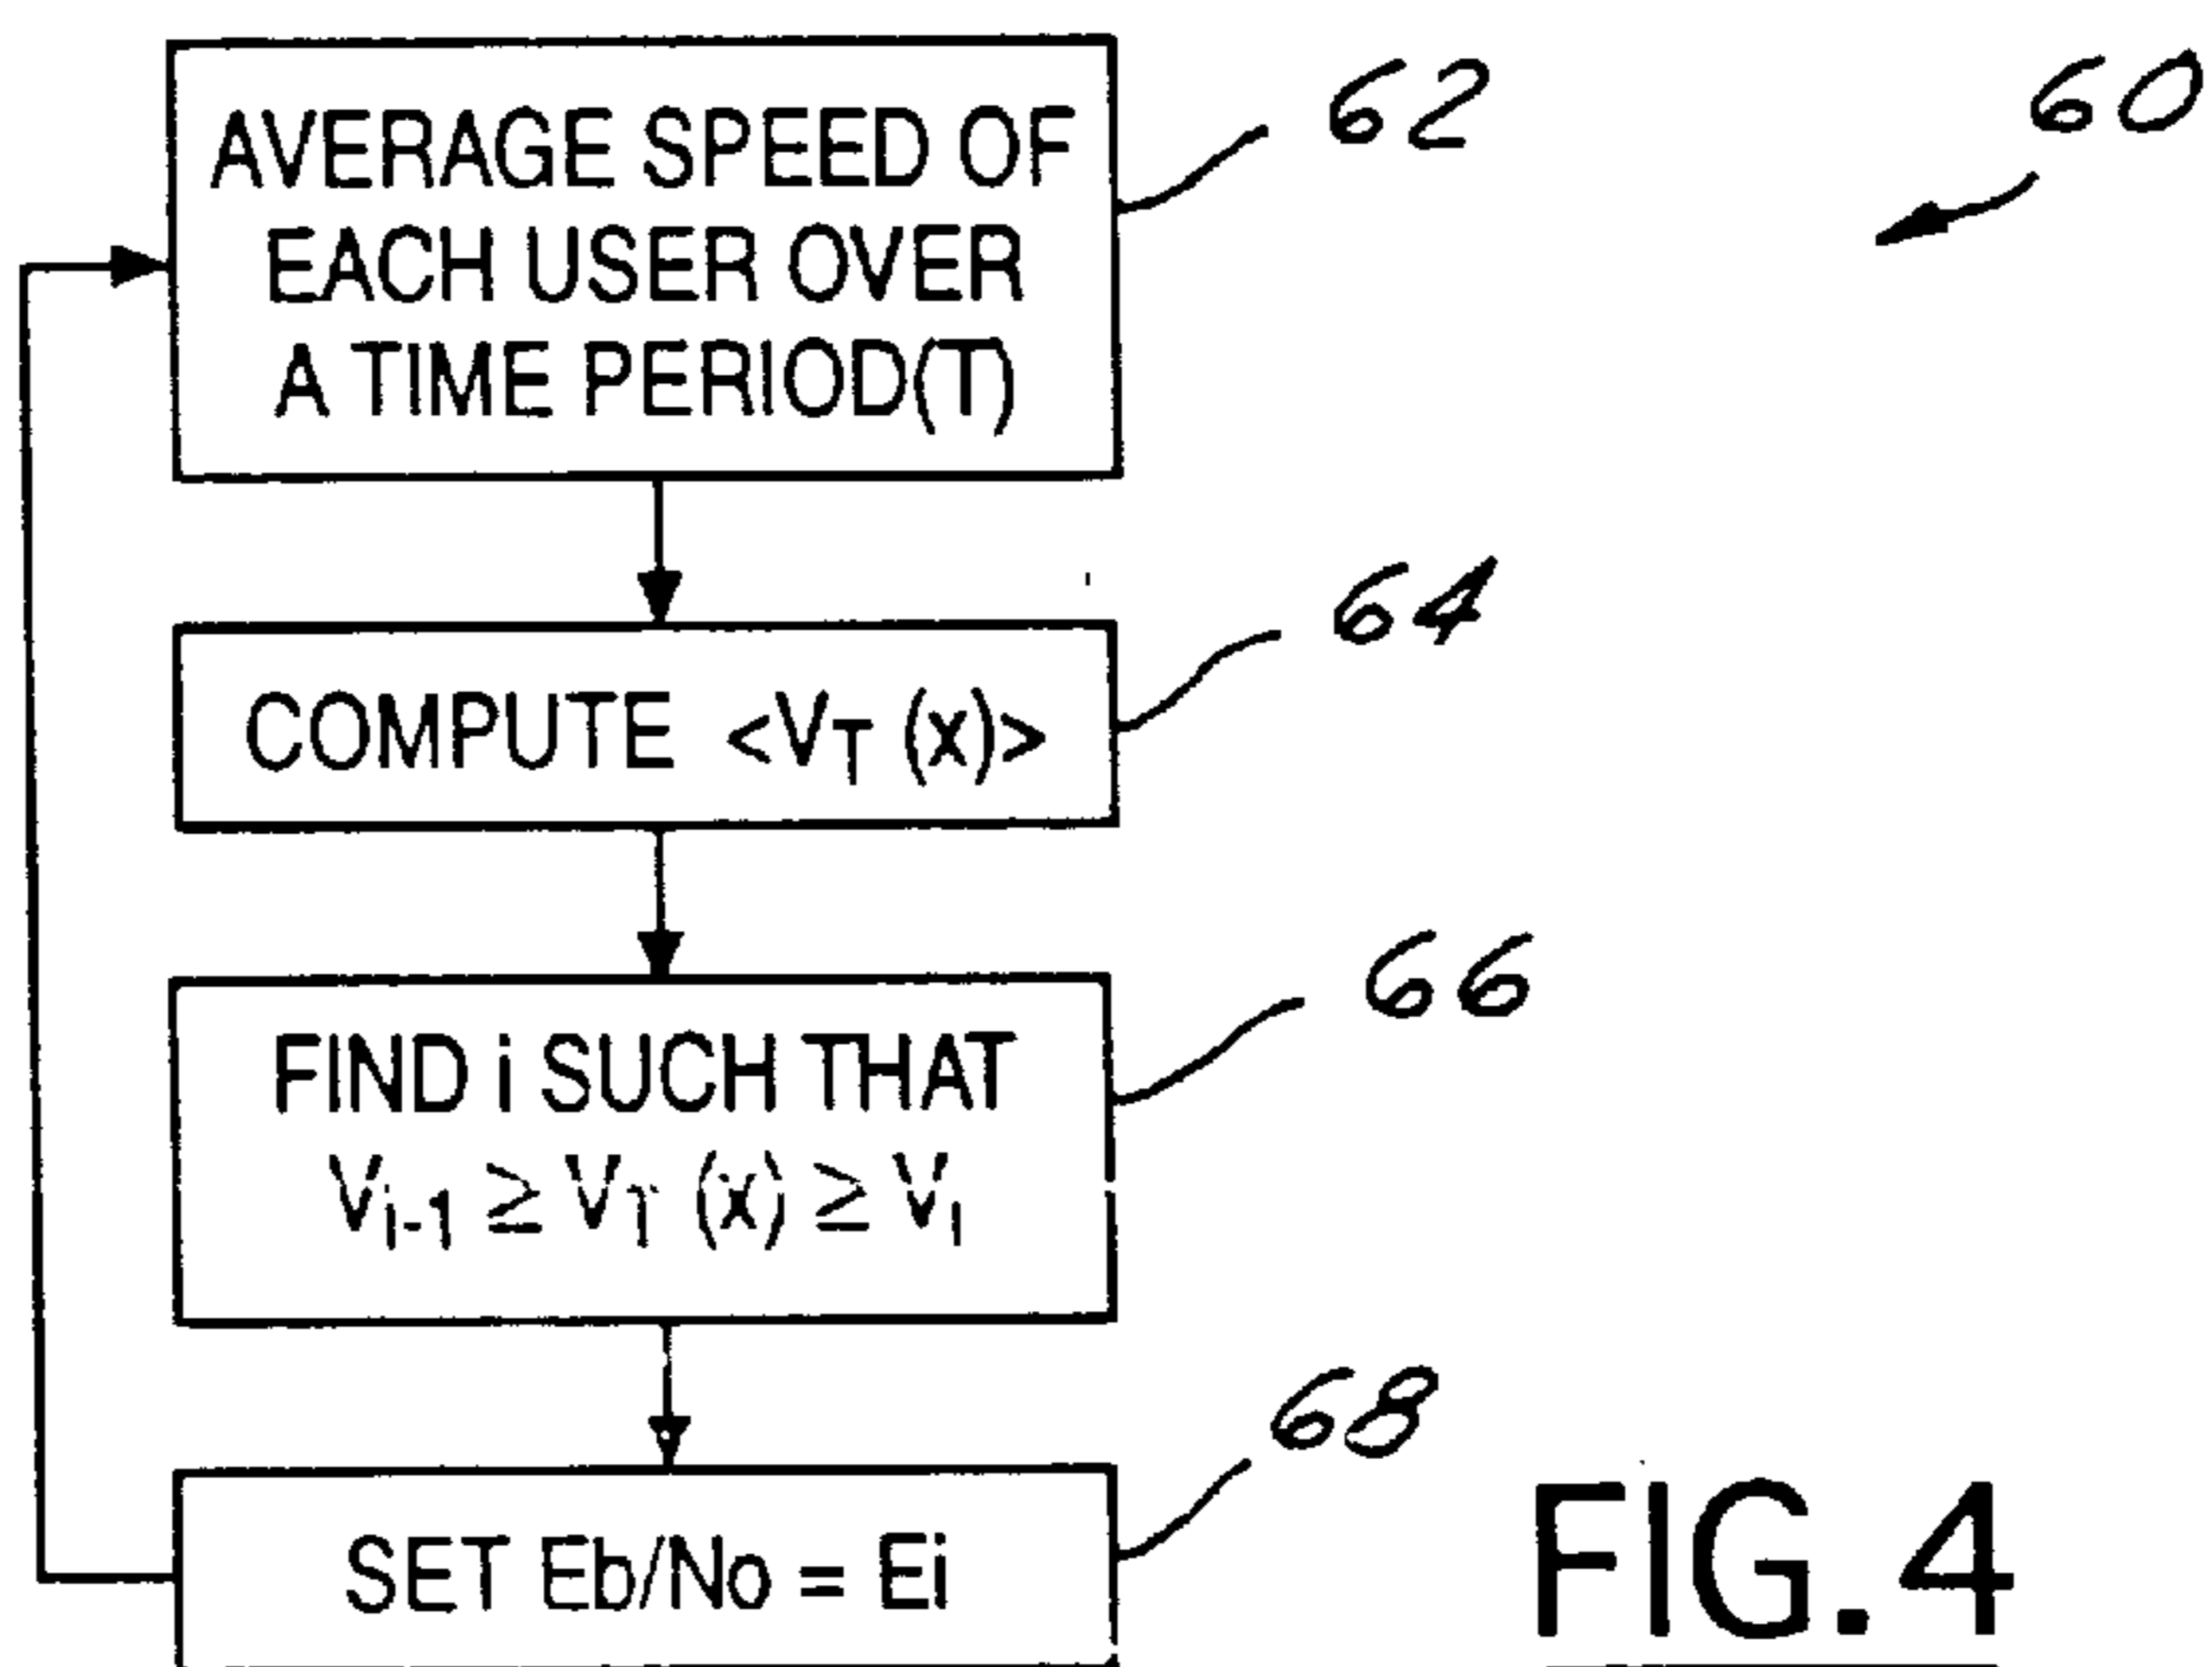 AVERAGE SPEED OF
EACH USER OVER
A TIME PERIOD(T)
62
60
COMPUTE <VT (x)>
64
FIND i SUCH THAT
Vi-1 ≥ VT (x) ≥ Vi
66
SET Eb/No = Ei
68
FIG.4